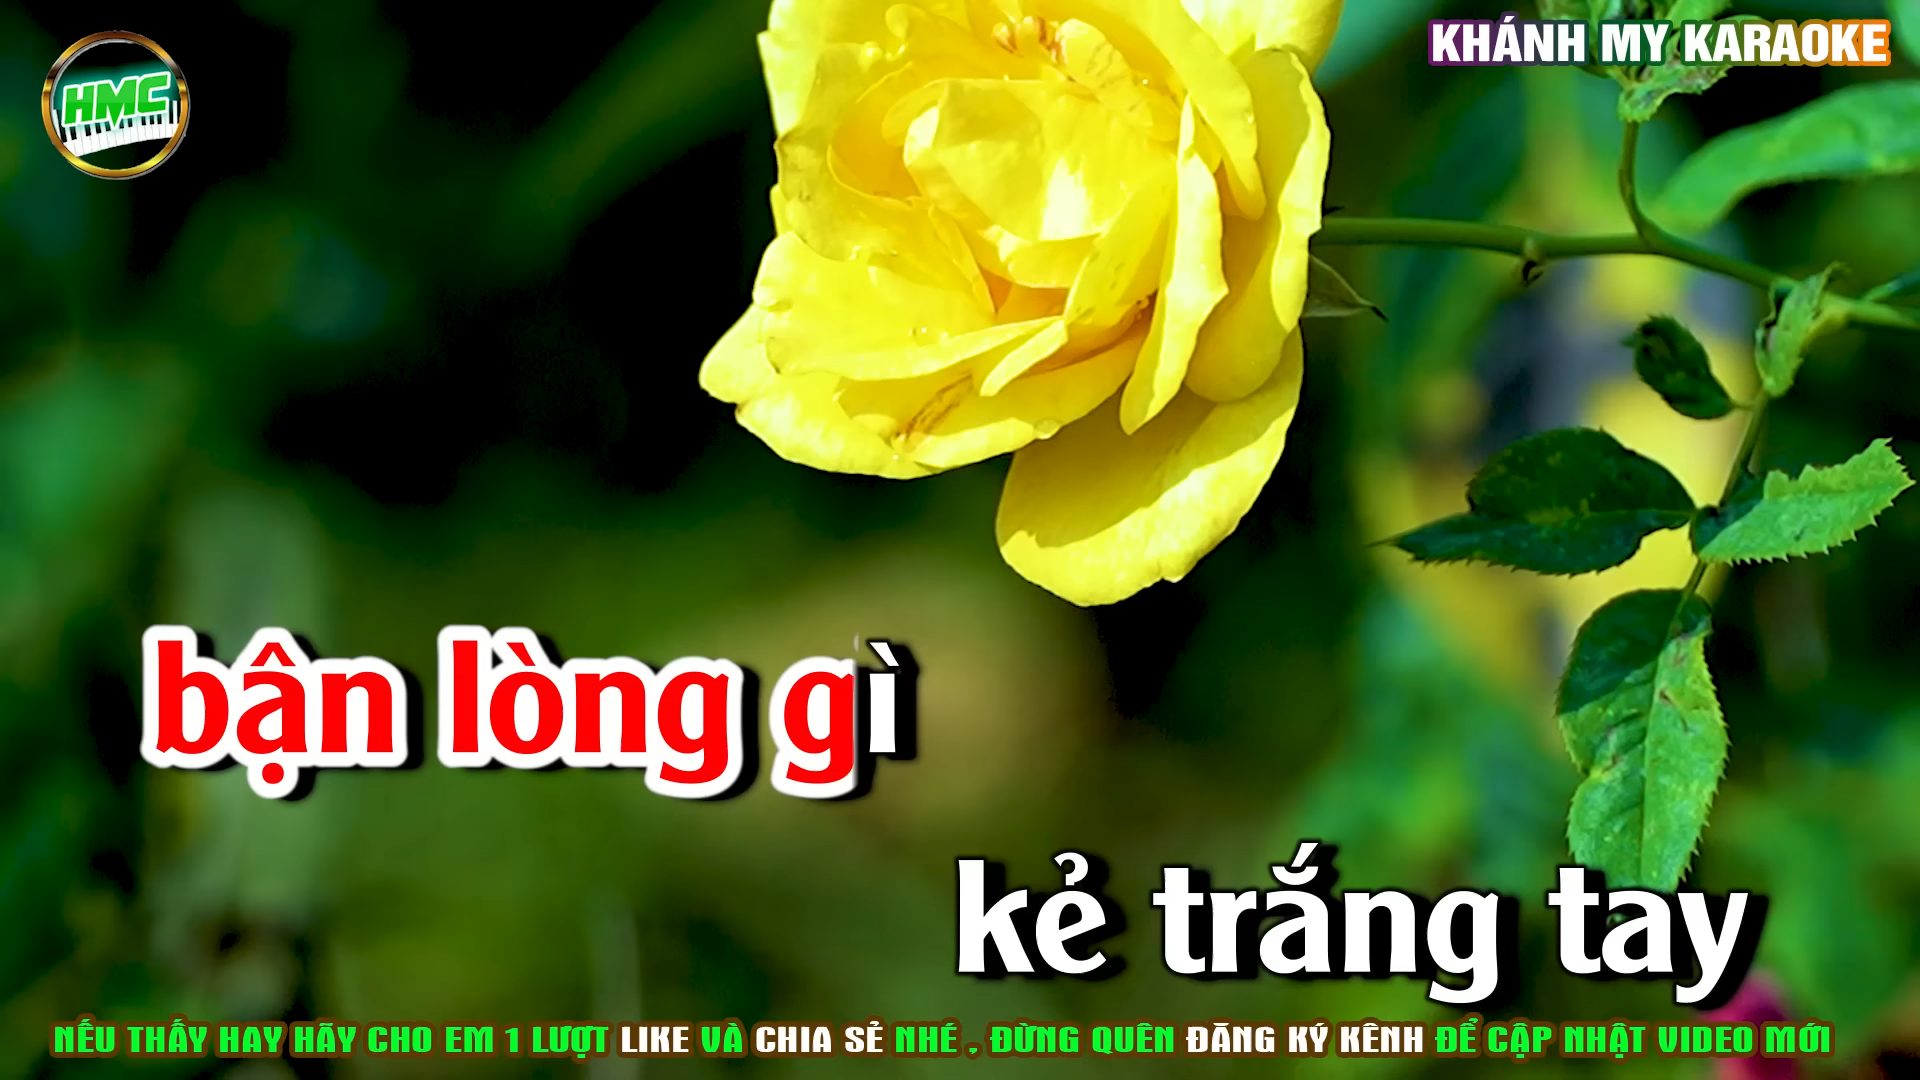 KHÁNH MY KARAOKE
HMC
bận lòng gì
kẻ trắng tay
NẾU THẤY HAY HÃY CHO EM 1 LƯỢT LIKE VÀ CHIA SẺ NHÉ , ĐỪNG QUÊN ĐĂNG KÝ KÊNH ĐỂ CẬP NHẬT VIDEO MỚI